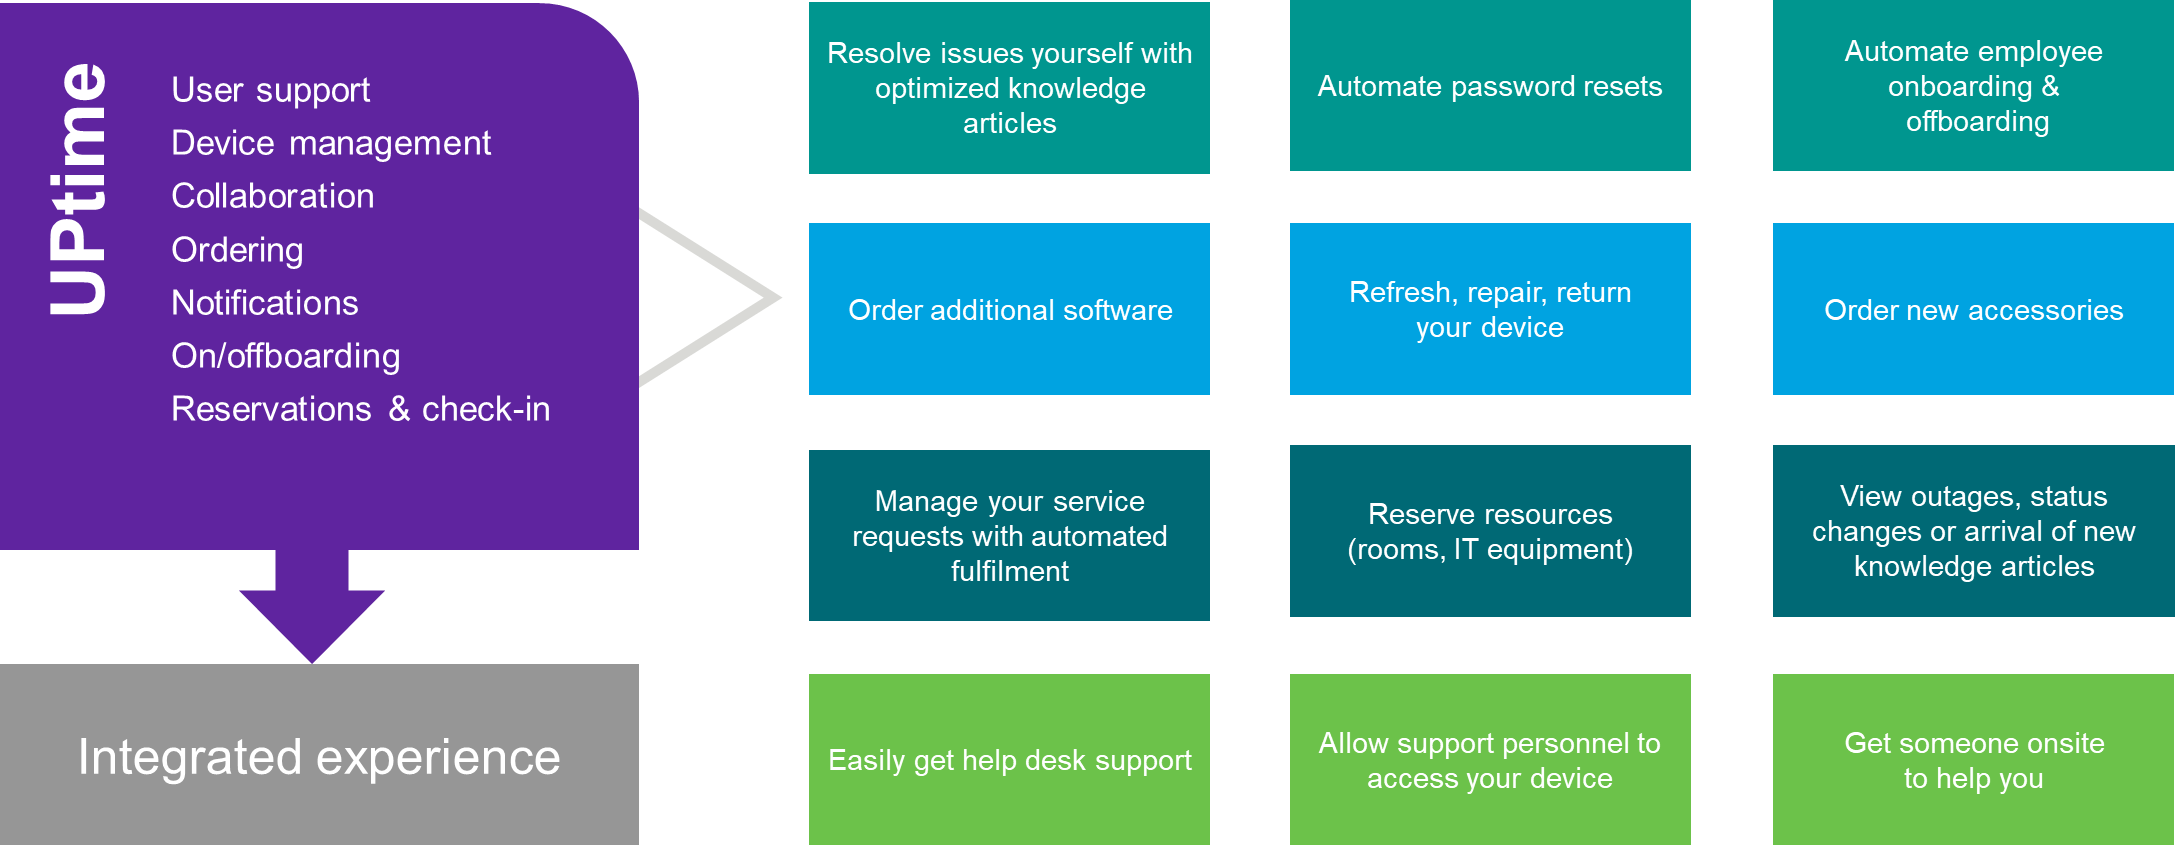 UPtime
User support
Device management
Collaboration
Ordering
Notifications
On/offboarding
Reservations & check-in
Integrated experience
Resolve issues yourself with
optimized knowledge
articles
Automate password resets
Automate employee
onboarding &
offboarding
Order additional software
Refresh, repair, return
your device
Order new accessories
Manage your service
requests with automated
fulfilment
Reserve resources
(rooms, IT equipment)
View outages, status
changes or arrival of new
knowledge articles
Easily get help desk support
Allow support personnel to
access your device
Get someone onsite
to help you